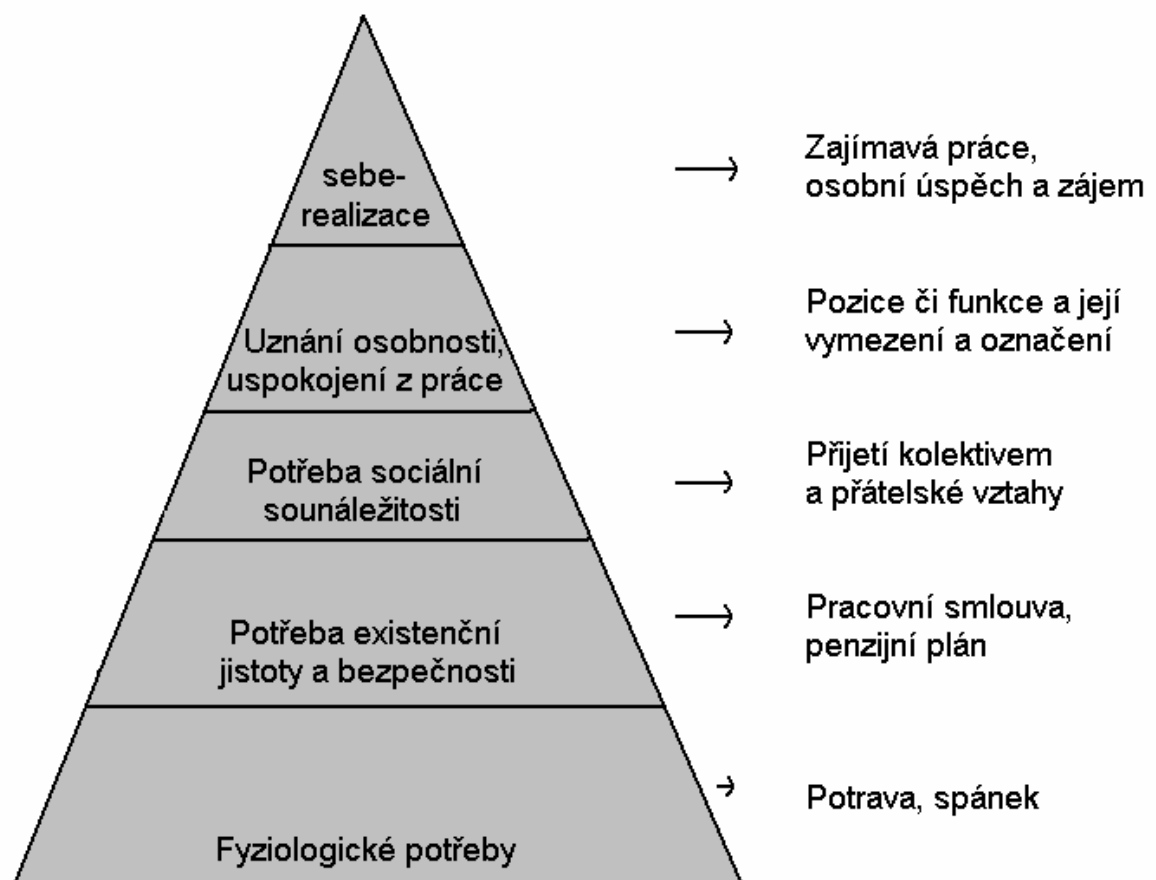 sebe-
realizace
Zajímavá práce,
osobní úspěch a zájem
Uznání osobnosti,
uspokojení z práce
Pozice či funkce a její
vymezení a označení
Potřeba sociální
sounáležitosti
Přijetí kolektivem
a přátelské vztahy
Potřeba existenční
jistoty a bezpečnosti
Pracovní smlouva,
penzijní plán
Fyziologické potřeby
Potrava, spánek